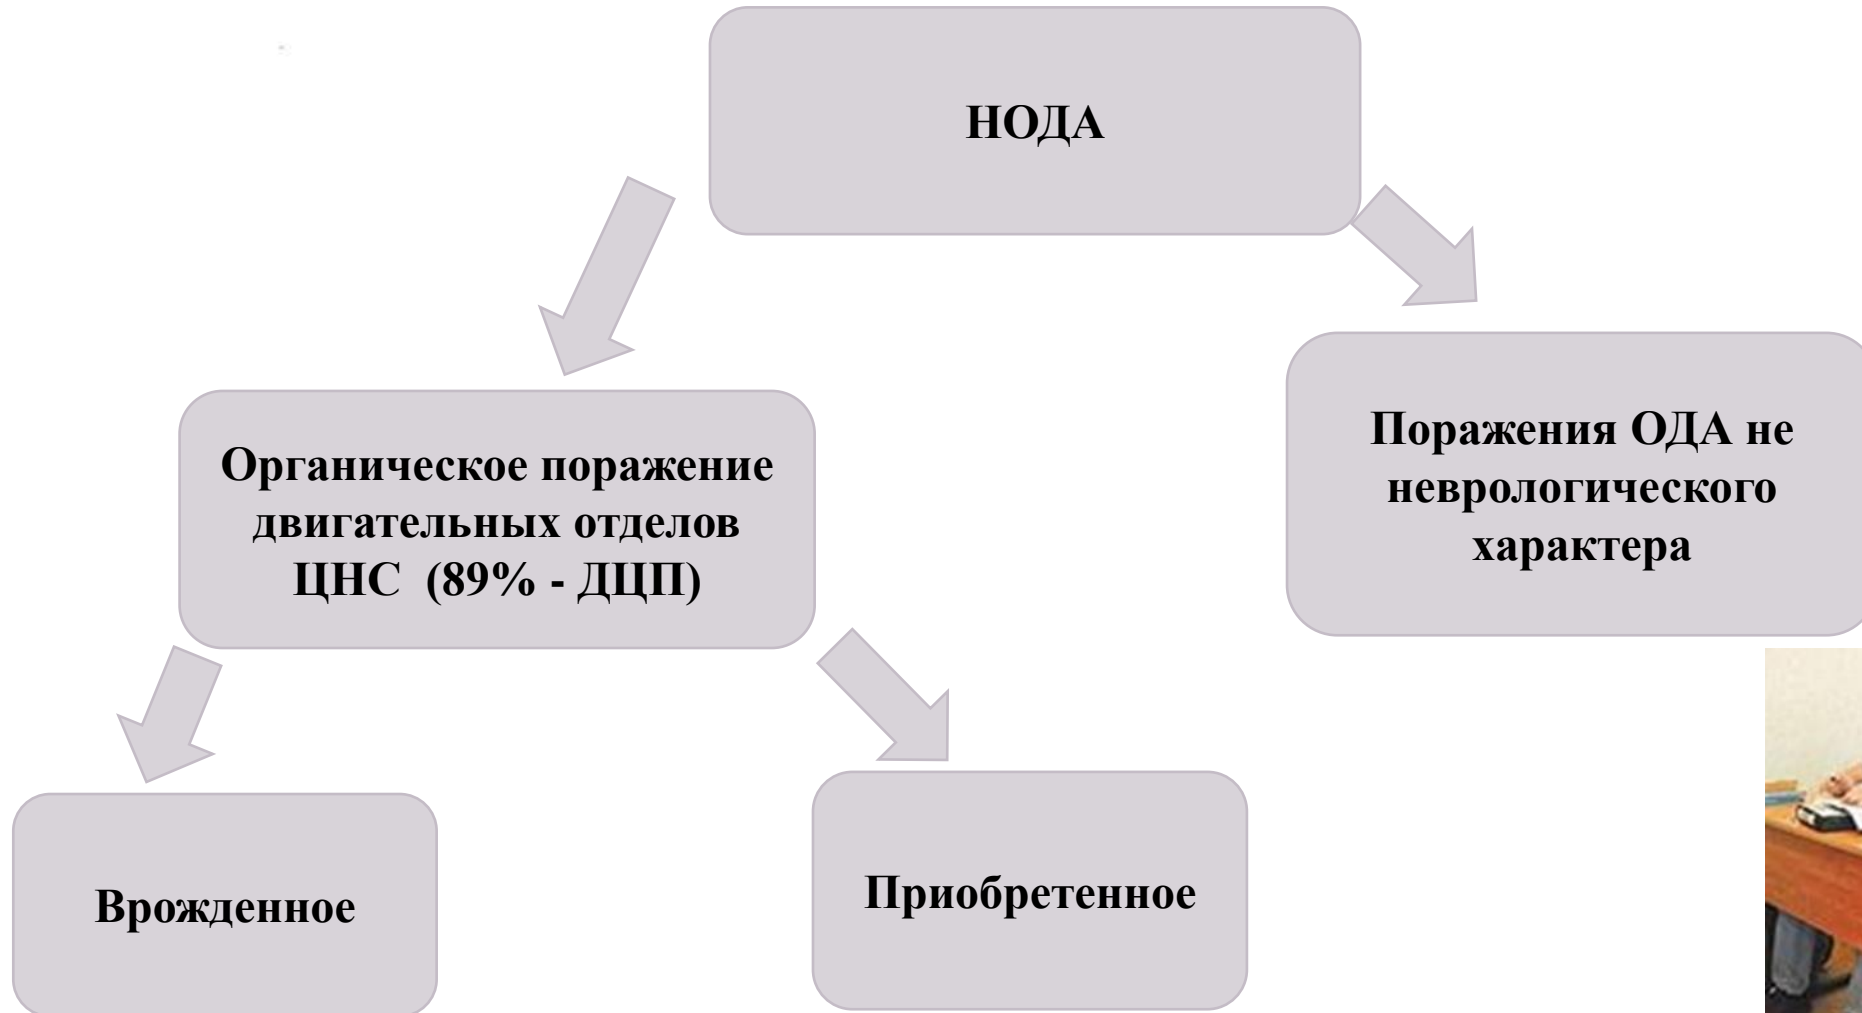 НОДА
Органическое поражение
двигательных отделов
ЦНС (89% - ДЦП)
Поражения ОДА не
неврологического
характера
Врожденное
Приобретенное